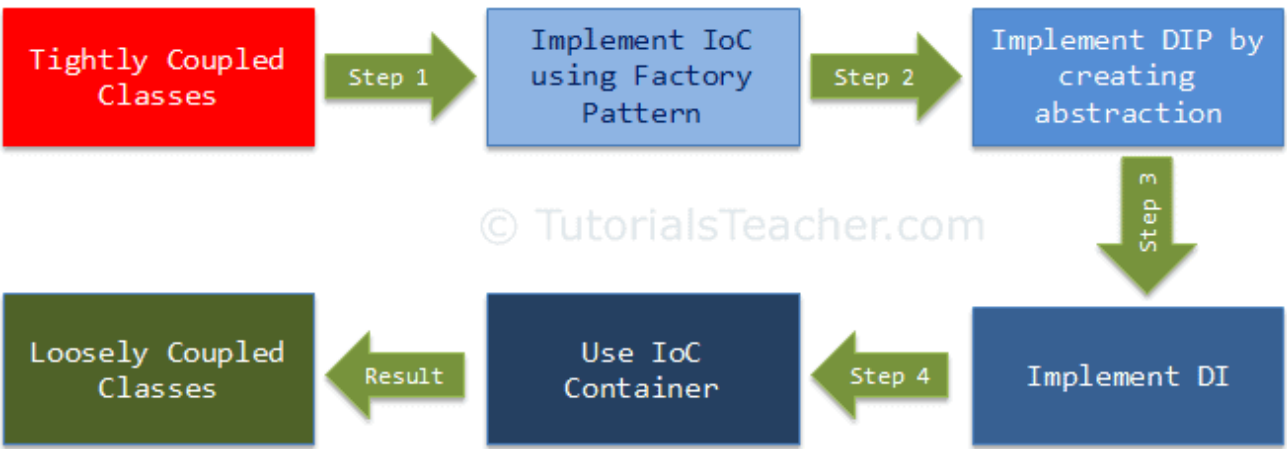 Tightly Coupled
Classes
Step 1
Implement IoC
using Factory
Pattern
Step 2
Implement DIP by
creating
abstraction
Step 3
© TutorialsTeacher.com
Loosely Coupled
Classes
Result
Use IoC
Container
Step 4
Implement DI